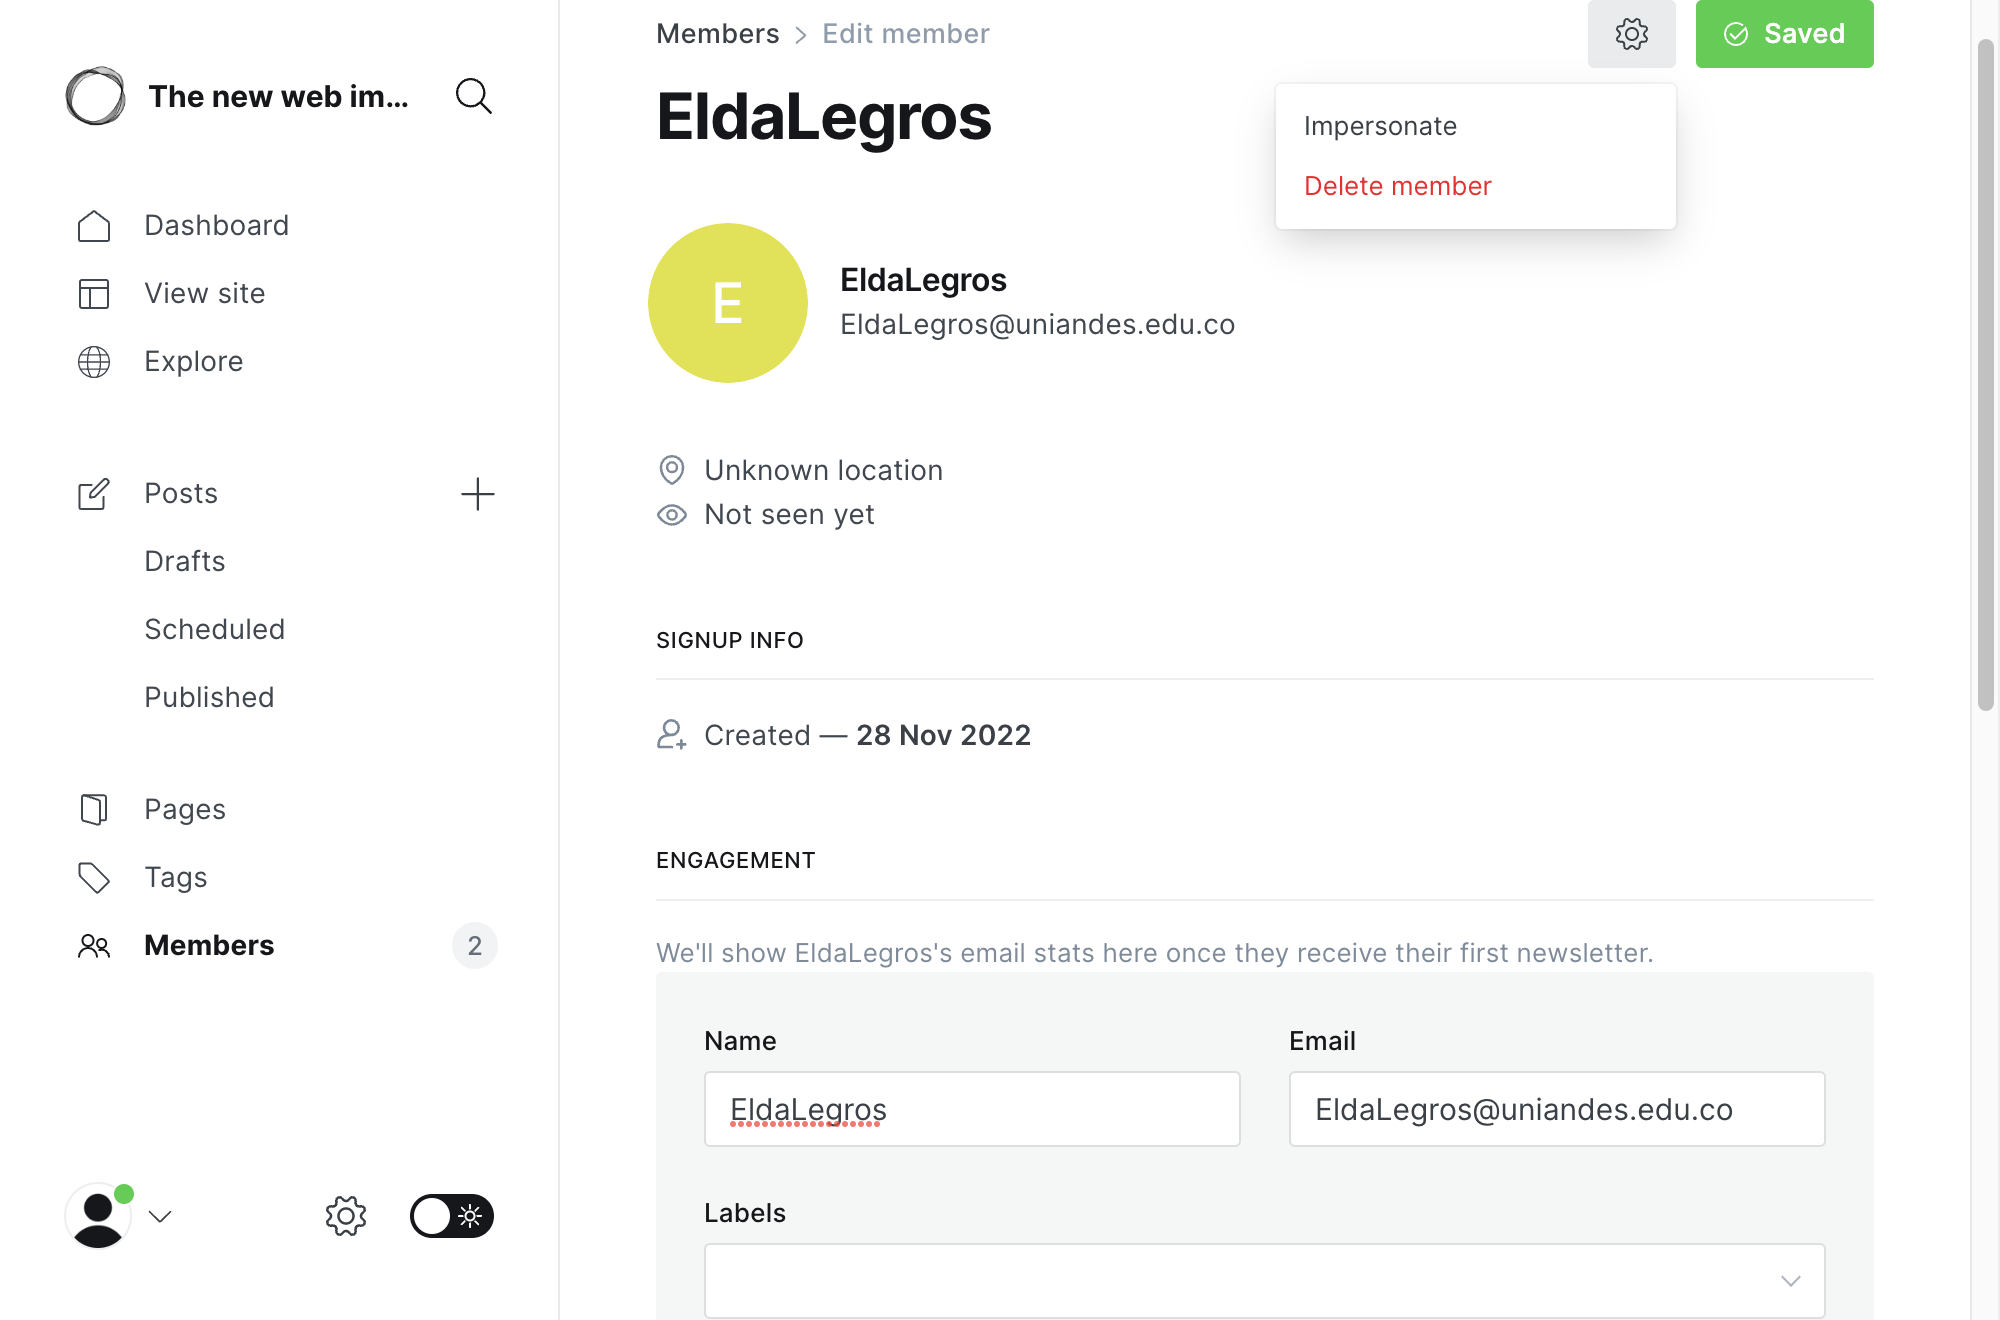 The new web im...
Dashboard
View site
Explore
Posts
Drafts
Scheduled
Published
Pages
Tags
Members
2
Members > Edit member
Saved
EldaLegros
Impersonate
Delete member
E
EldaLegros
EldaLegros@uniandes.edu.co
Unknown location
Not seen yet
SIGNUP INFO
Created — 28 Nov 2022
ENGAGEMENT
We'll show EldaLegros's email stats here once they receive their first newsletter.
Name
Email
EldaLegros
EldaLegros@uniandes.edu.co
Labels